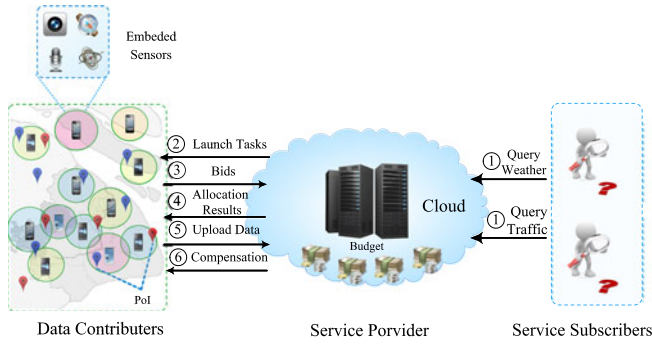 Embeded
Sensors
② Launch Tasks
③ Bids
④ Allocation
Results
⑤ Upload Data
⑥ Compensation
PoI
Cloud
Budget
① Query
Weather
① Query
Traffic
Data Contributers
Service Porvider
Service Subscribers